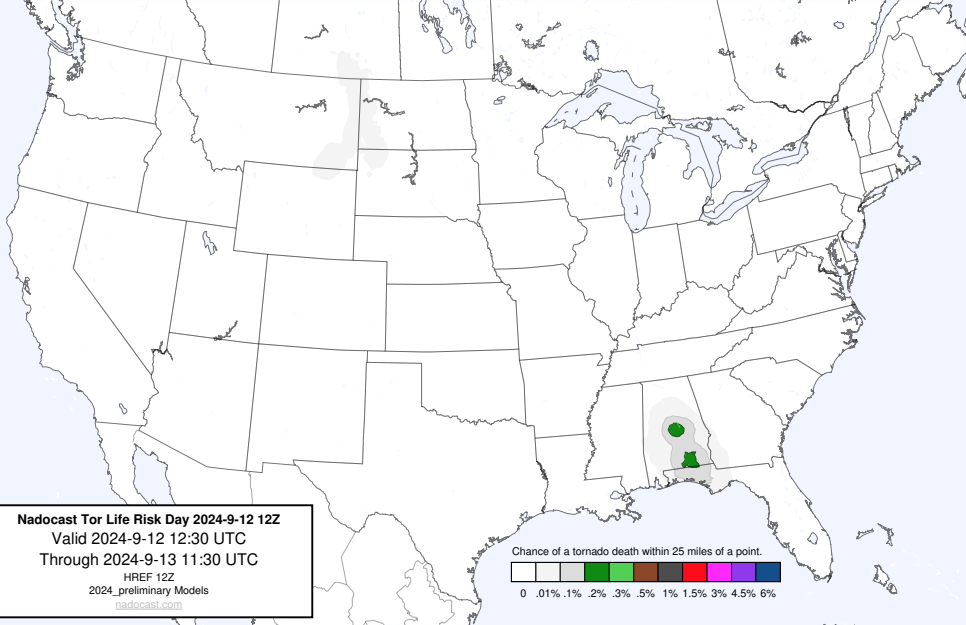 Nadocast Tor Life Risk Day 2024-9-12 12Z
Valid 2024-9-12 12:30 UTC
Through 2024-9-13 11:30 UTC
HREF 12Z
2024_preliminary Models
nadocast.com
Chance of a tornado death within 25 miles of a point.
0 .01% .1% .2% .3% .5% 1% 1.5% 3% 4.5% 6%